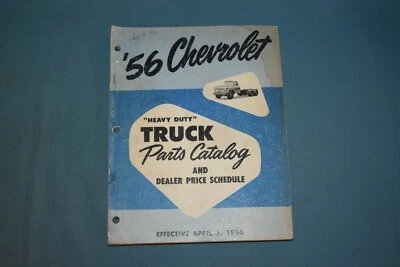 '56 Chevrolet
"HEAVY DUTY"
TRUCK
Parts Catalog
AND
DEALER PRICE SCHEDULE
EFFECTIVE APRIL 1, 1956